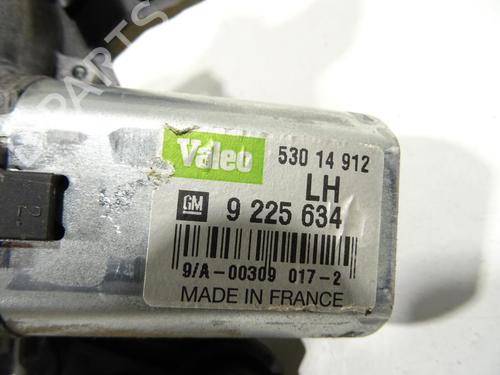 Valeo 530 14 912
LH
GM 9 225 634
9/A-00309 017-2
MADE IN FRANCE